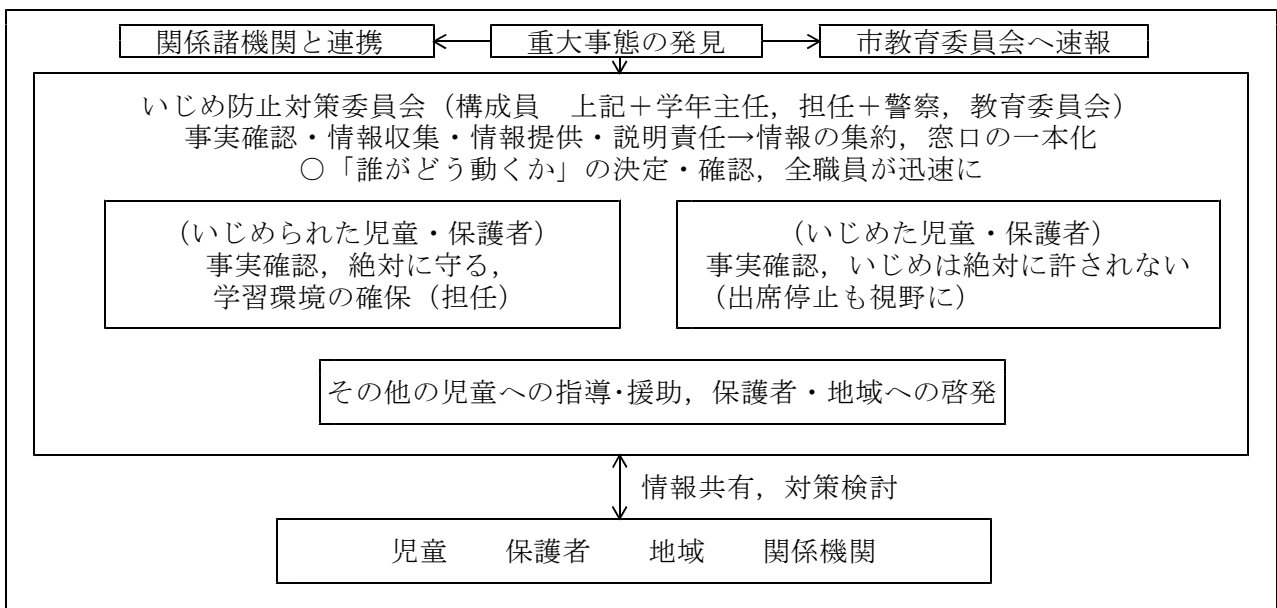 関係諸機関と連携
重大事態の発見
市教育委員会へ速報
いじめ防止対策委員会(構成員　上記＋学年主任，担任＋警察，教育委員会)
事実確認・情報収集・情報提供・説明責任→情報の集約，窓口の一本化
○「誰がどう動くか」の決定・確認，全職員が迅速に
(いじめられた児童・保護者)
事実確認，絶対に守る，
学習環境の確保(担任)
(いじめた児童・保護者)
事実確認，いじめは絶対に許されない
(出席停止も視野に)
その他の児童への指導・援助，保護者・地域への啓発
情報共有，対策検討
児童　　保護者　　地域　　関係機関